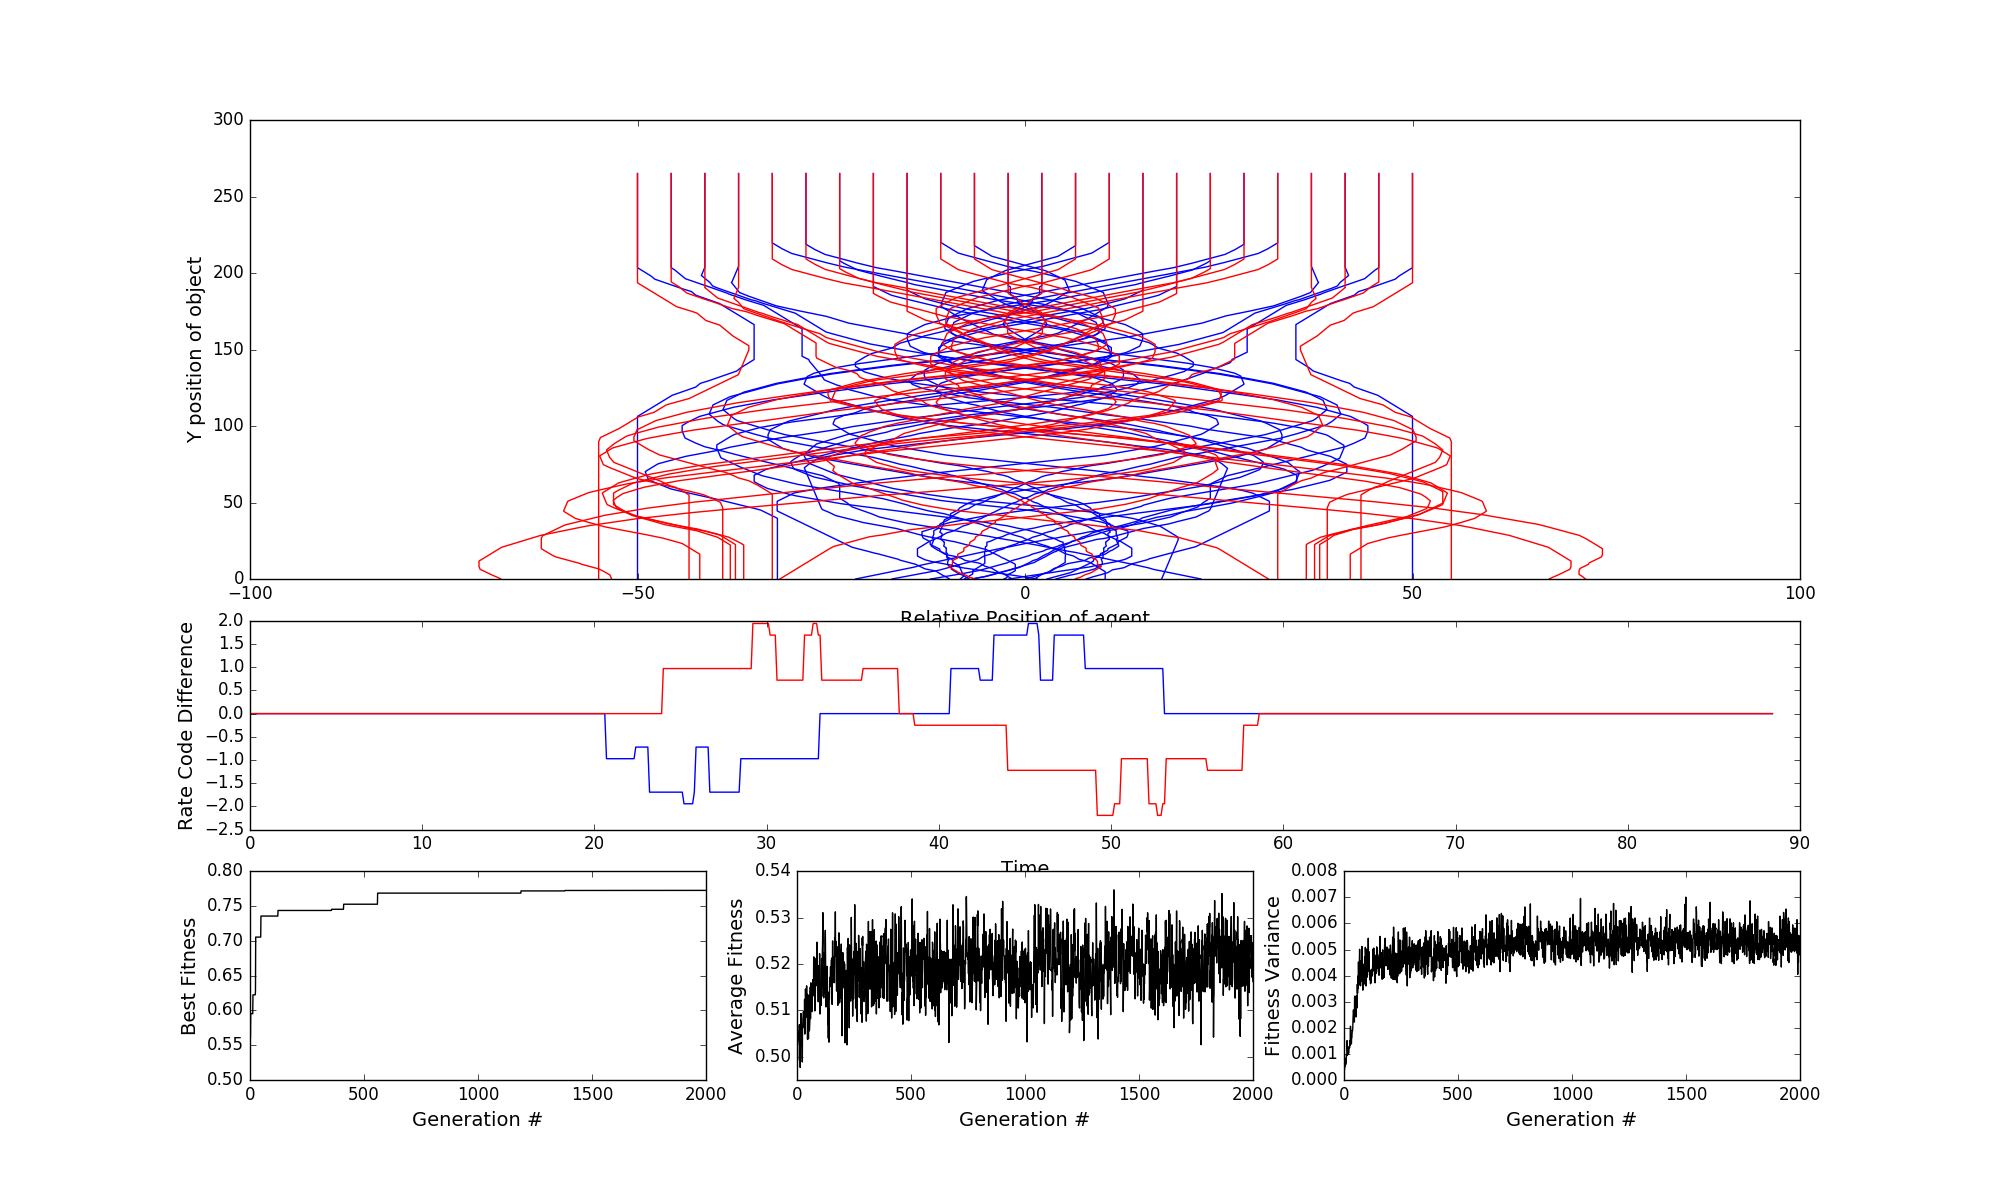 300
250
200
150
100
50
0
Y position of object
−100 −50 0 50 100
Relative Position of agent
2.0
1.5
1.0
0.5
0.0
−0.5
−1.0
−1.5
−2.0
−2.5
Rate Code Difference
0 10 20 30 40 50 60 70 80 90
Time
0.80
0.75
0.70
0.65
0.60
0.55
0.50
Best Fitness
0 500 1000 1500 2000
Generation #
0.54
0.53
0.52
0.51
0.50
Average Fitness
0 500 1000 1500 2000
Generation #
0.008
0.007
0.006
0.005
0.004
0.003
0.002
0.001
0.000
Fitness Variance
0 500 1000 1500 2000
Generation #